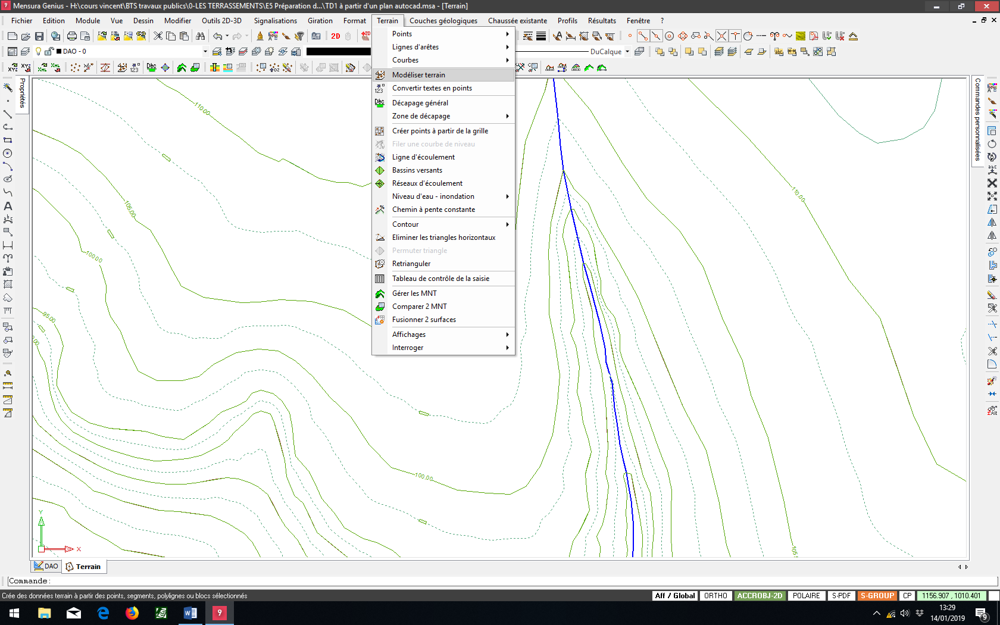 Mensura Genius - H:\cours vincent\BTS travaux publics\0-LES TERRASSEMENTS\E5 Préparation d...\TD1 à partir d'un plan autocad.msa - [Terrain]
Fichier Edition Module Vue Dessin Modifier Outils 2D-3D Signalisations Giration Format Terrain Couches géologiques Chaussée existante Profils Résultats Fenêtre ?
2D
DAO - 0
DuCalque
Propriétés
Commandes personnalisées
Points
Lignes d'arêtes
Courbes
Modéliser terrain
Convertir textes en points
Décapage général
Zone de décapage
Créer points à partir de la grille
Filer une courbe de niveau
Ligne d'écoulement
Bassins versants
Réseaux d'écoulement
Niveau d'eau - inondation
Chemin à pente constante
Contour
Eliminer les triangles horizontaux
Permuter triangle
Retrianguler
Tableau de contrôle de la saisie
Gérer les MNT
Comparer 2 MNT
Fusionner 2 surfaces
Affichages
Interroger
110.00
110.00
105.00
100.00
95.00
100.00
Y
X
DAO Terrain
Commande:
Crée des données terrain à partir des points, segments, polylignes ou blocs sélectionnés
Aff / Global ORTHO ACCROBJ-2D POLAIRE S-PDF S-GROUP CP 1156.907 , 1010.401
13:29
14/01/2019
9